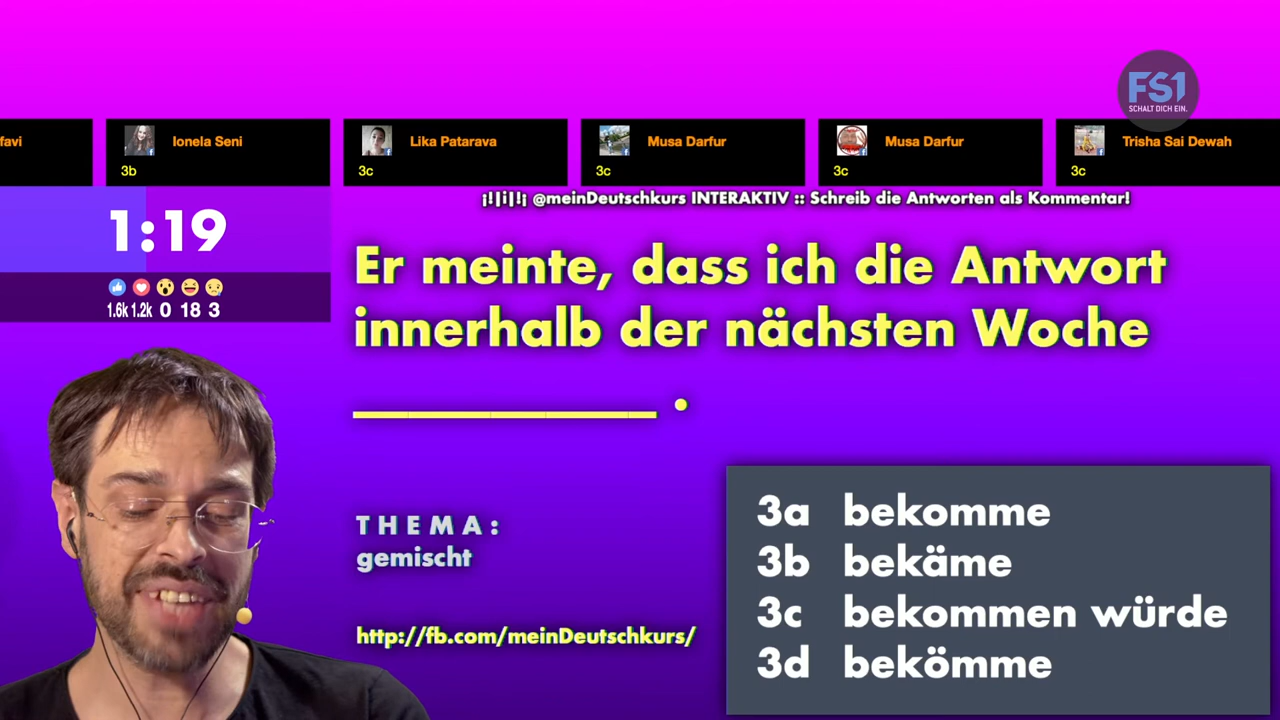 FS1
SCHALT DICH EIN.
favi
Ionela Seni
3b
Lika Patarava
3c
Musa Darfur
3c
Musa Darfur
3c
Trisha Sai Dewah
3c
¡!|i|!¡ @meinDeutschkurs INTERAKTIV :: Schreib die Antworten als Kommentar!
1:19
1.6k 1.2k 0 18 3
Er meinte, dass ich die Antwort
innerhalb der nächsten Woche
___________ .
THEMA:
gemischt
http://fb.com/meinDeutschkurs/
3a bekomme
3b bekäme
3c bekommen würde
3d bekömme